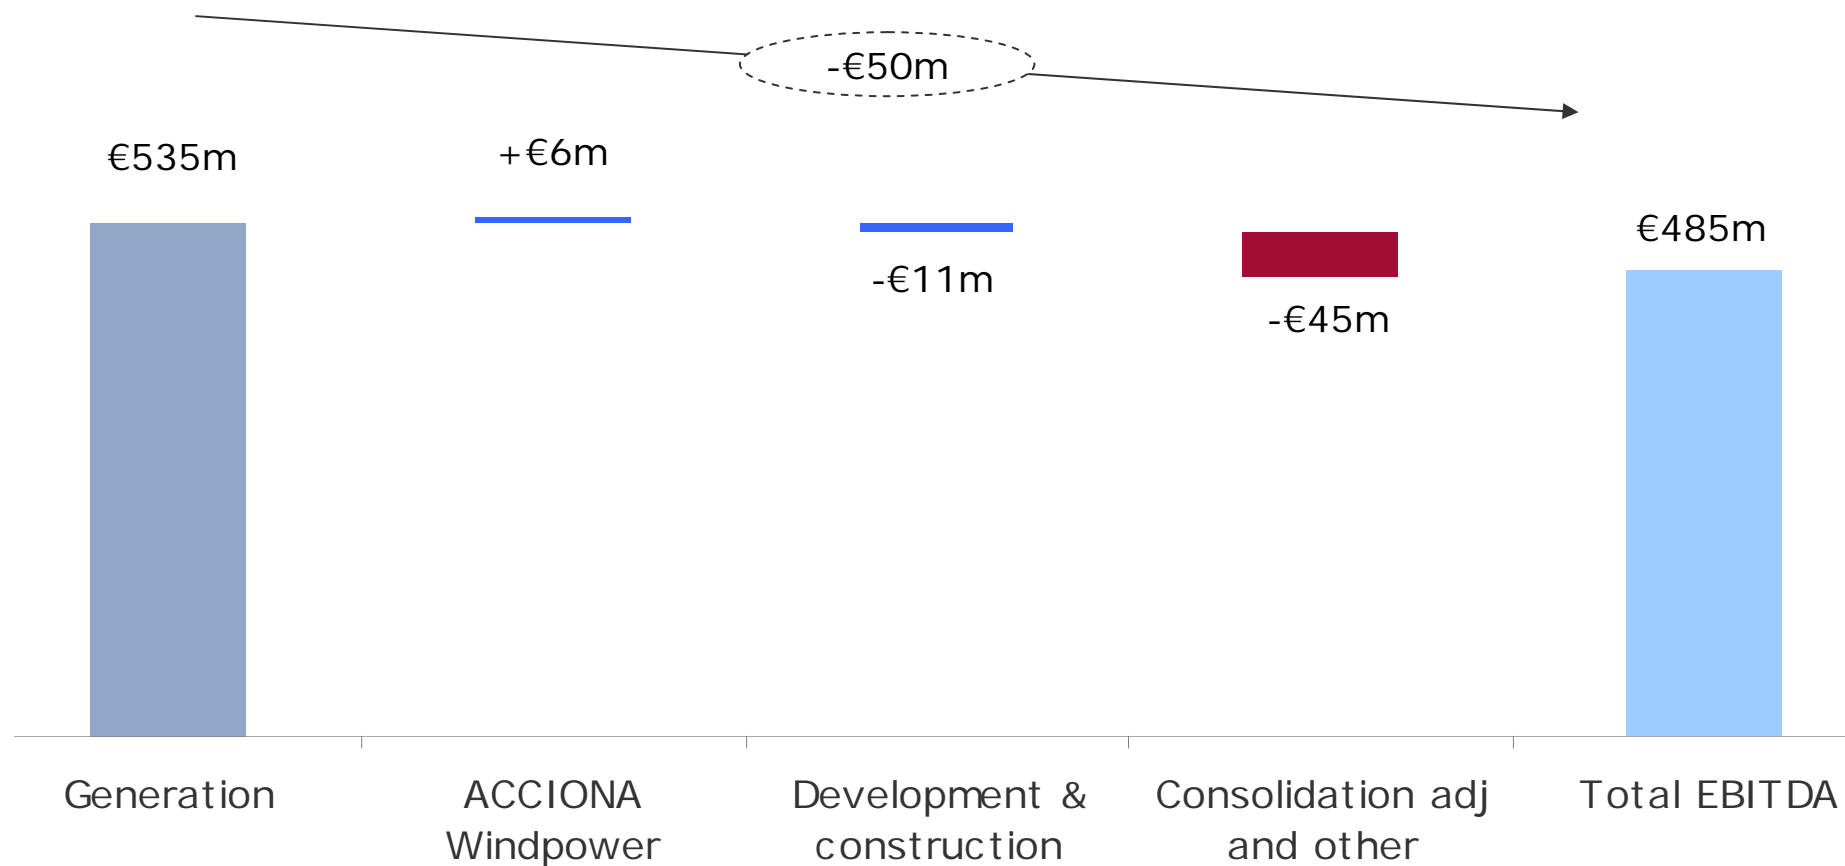 -€50m
€535m
+€6m
-€11m
-€45m
€485m
Generation
ACCIONA
Windpower
Development &
construction
Consolidation adj
and other
Total EBITDA